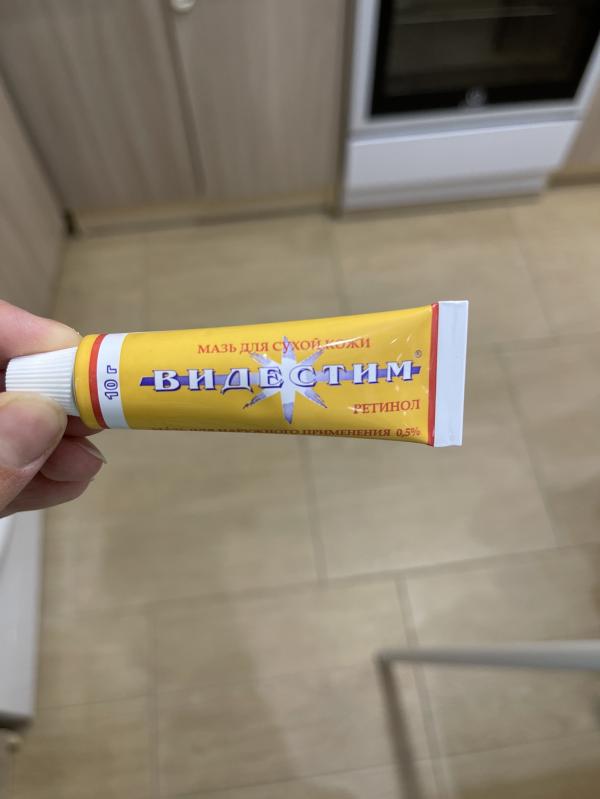 МАЗЬ ДЛЯ СУХОЙ КОЖИ
ВИДЕСТИМ®
10 г
РЕТИНОЛ
НАРУЖНОГО ПРИМЕНЕНИЯ 0,5%